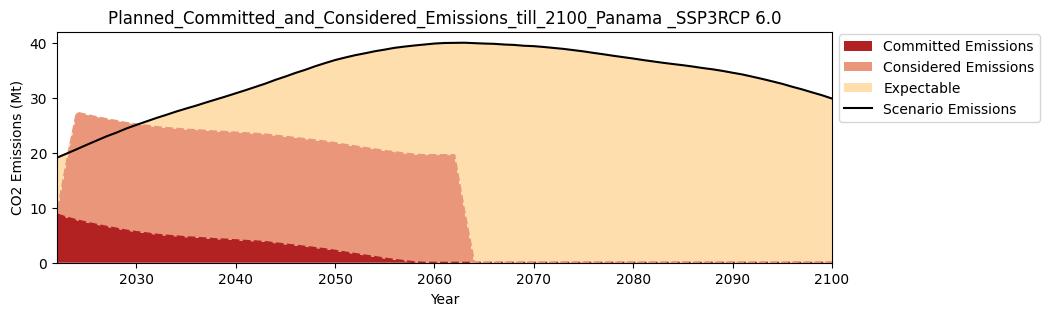 Planned_Committed_and_Considered_Emissions_till_2100_Panama _SSP3RCP 6.0
Committed Emissions
Considered Emissions
Expectable
Scenario Emissions
CO2 Emissions (Mt)
40
30
20
10
0
2030 2040 2050 2060 2070 2080 2090 2100
Year